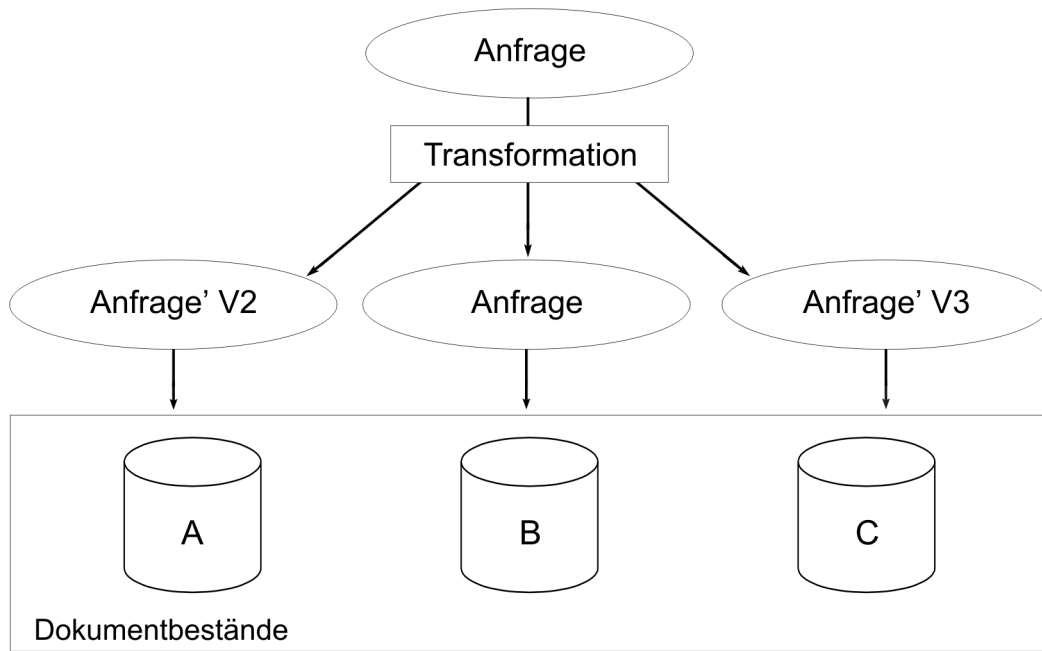 Anfrage
Transformation
Anfrage’ V2
Anfrage
Anfrage’ V3
A
B
C
Dokumentbestände